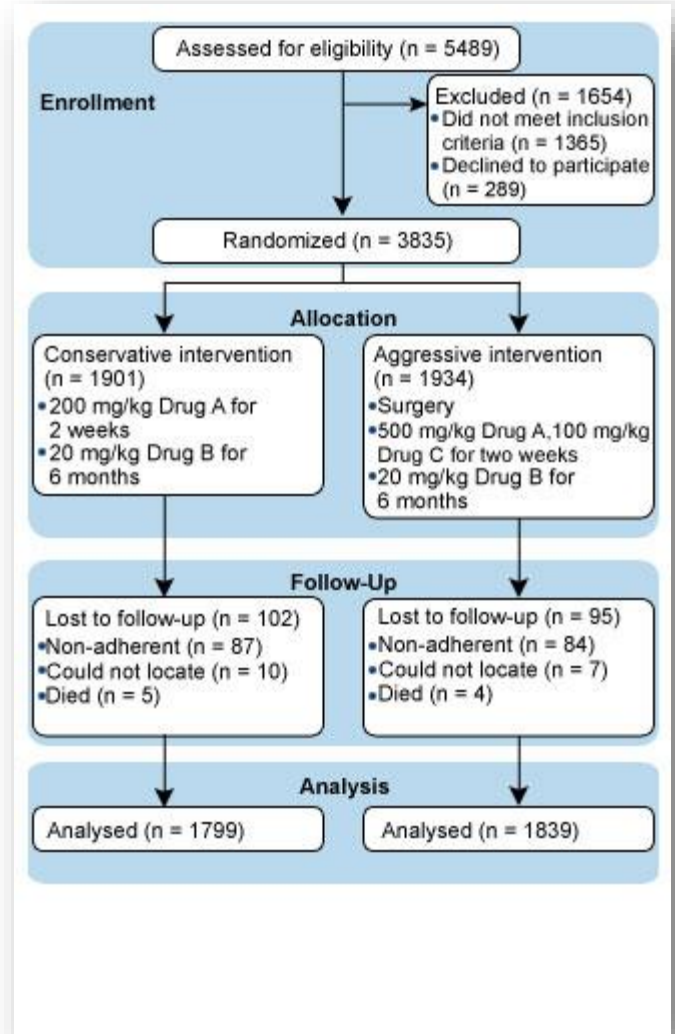 Assessed for eligibility (n = 5489)
Enrollment
Excluded (n = 1654)
•Did not meet inclusion
criteria (n = 1365)
•Declined to participate
(n = 289)
Randomized (n = 3835)
Allocation
Conservative intervention
(n = 1901)
•200 mg/kg Drug A for
2 weeks
•20 mg/kg Drug B for
6 months
Aggressive intervention
(n = 1934)
•Surgery
•500 mg/kg Drug A,100 mg/kg
Drug C for two weeks
•20 mg/kg Drug B for
6 months
Follow-Up
Lost to follow-up (n = 102)
•Non-adherent (n = 87)
•Could not locate (n = 10)
•Died (n = 5)
Lost to follow-up (n = 95)
•Non-adherent (n = 84)
•Could not locate (n = 7)
•Died (n = 4)
Analysis
Analysed (n = 1799)
Analysed (n = 1839)